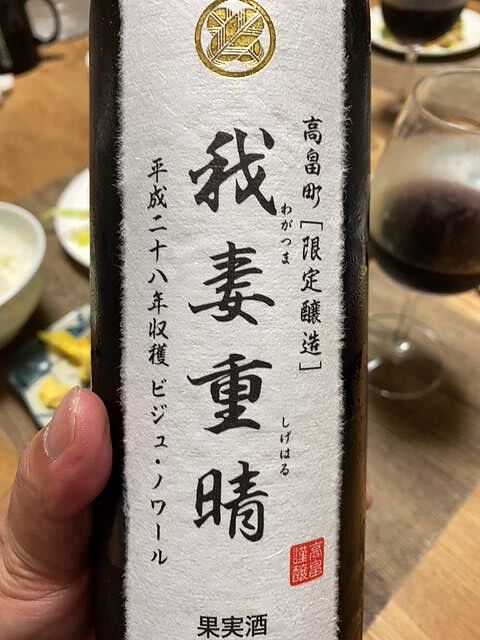 高畠町「限定醸造」
我妻重晴
わがつま
しげはる
平成二十八年収穫 ビジュ・ノワール
高畠
謹醸
果実酒